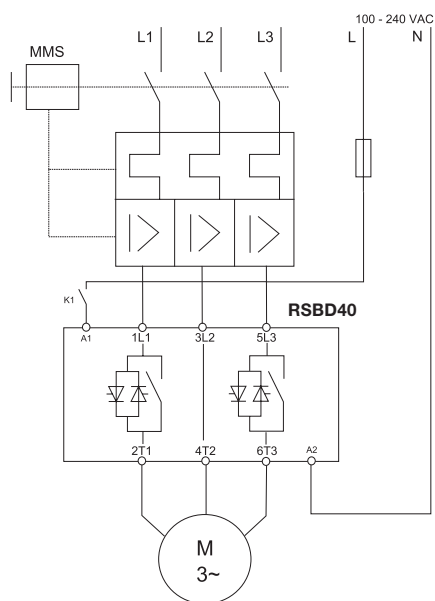 100 - 240 VAC
L1 L2 L3 L N
MMS
K1
RSBD40
A1 1L1 3L2 5L3
2T1 4T2 6T3 A2
M
3~